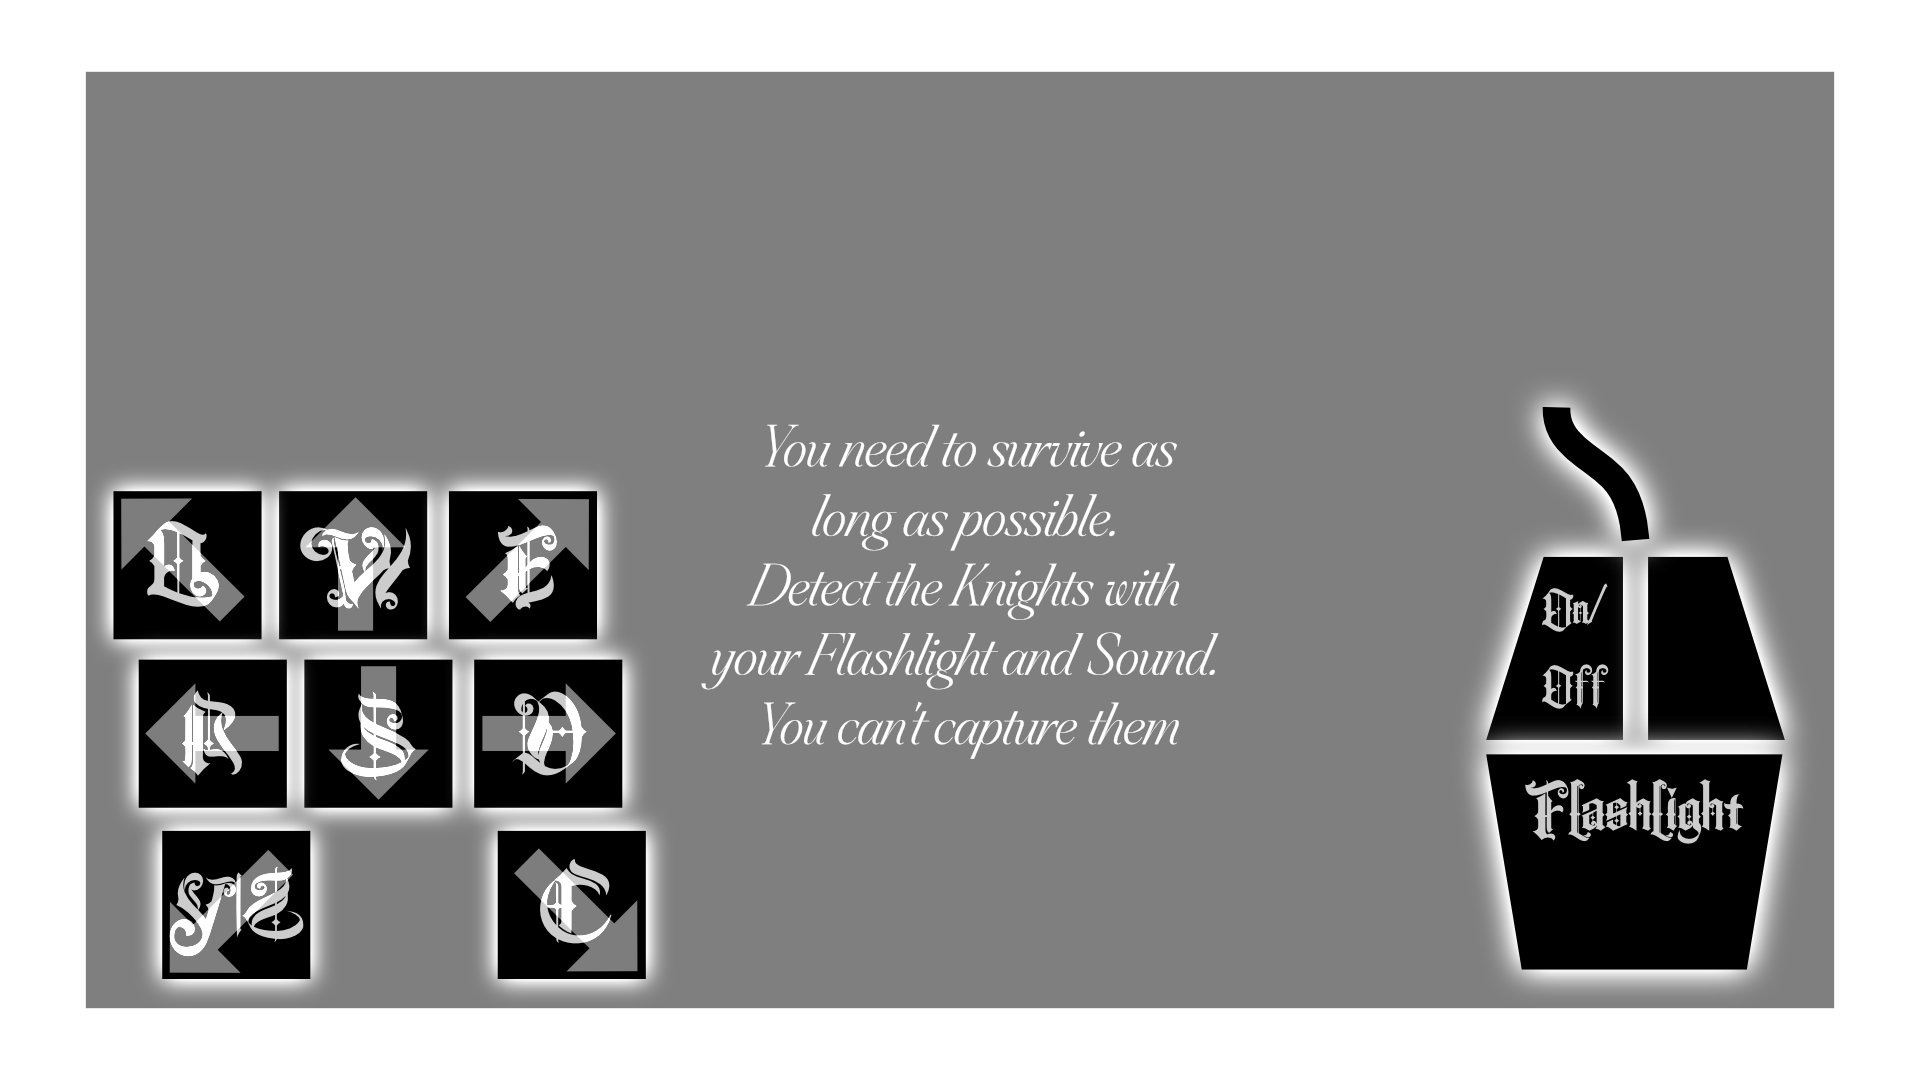 Q W E
A S D
Y|Z C
You need to survive as
long as possible.
Detect the Knights with
your Flashlight and Sound.
You can't capture them
On/
Off
Flashlight